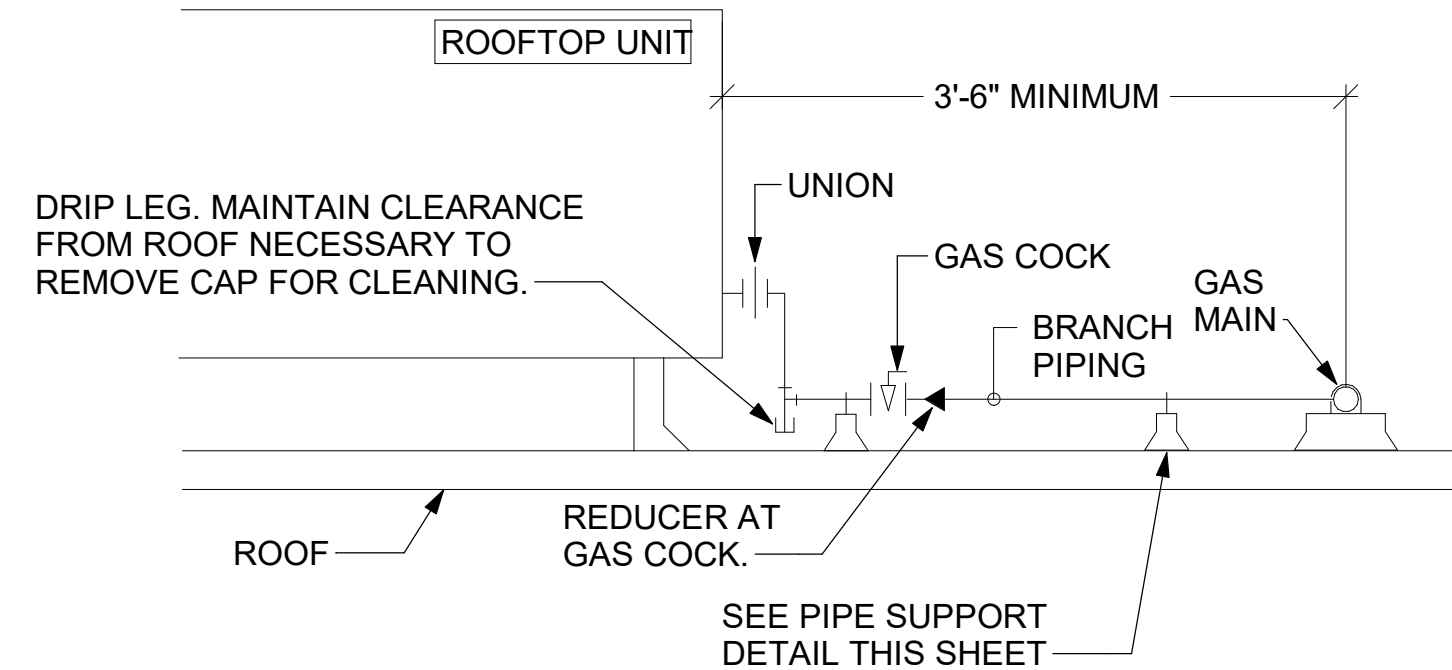 ROOFTOP UNIT
3'-6" MINIMUM
UNION
DRIP LEG. MAINTAIN CLEARANCE
FROM ROOF NECESSARY TO
REMOVE CAP FOR CLEANING.
GAS COCK
GAS
MAIN
BRANCH
PIPING
REDUCER AT
GAS COCK.
ROOF
SEE PIPE SUPPORT
DETAIL THIS SHEET